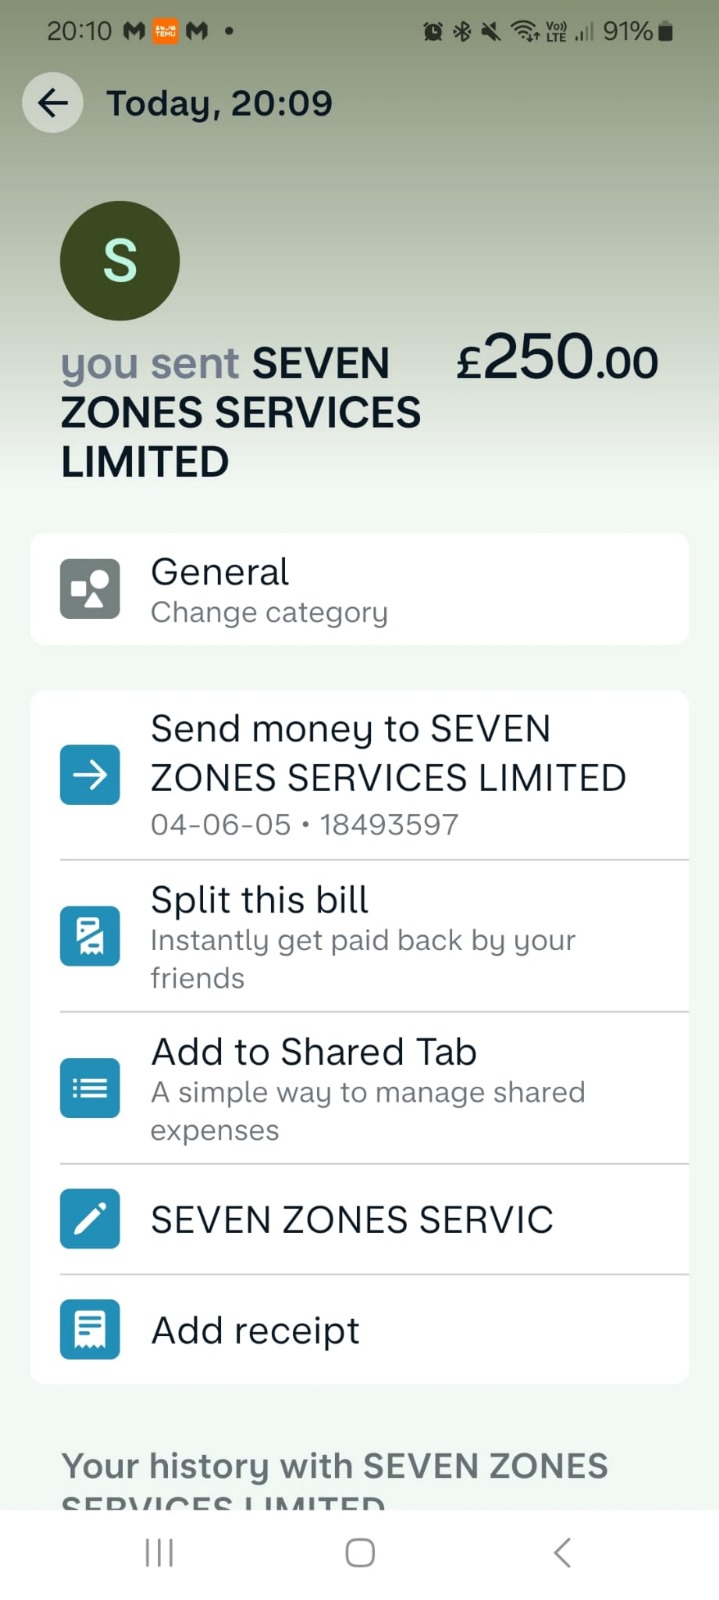 20:10 TEMU Vo)) LTE 91%
Today, 20:09
S
you sent SEVEN £250.00
ZONES SERVICES
LIMITED
General
Change category
Send money to SEVEN
ZONES SERVICES LIMITED
04-06-05 • 18493597
Split this bill
Instantly get paid back by your
friends
Add to Shared Tab
A simple way to manage shared
expenses
SEVEN ZONES SERVIC
Add receipt
Your history with SEVEN ZONES
SERVICES LIMITED